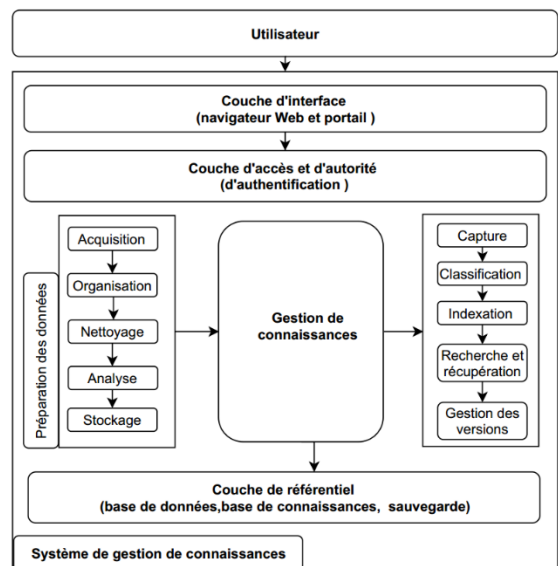 Utilisateur
Couche d'interface
(navigateur Web et portail )
Couche d'accès et d'autorité
(d'authentification )
Préparation des données
Acquisition
Organisation
Nettoyage
Analyse
Stockage
Gestion de
connaissances
Capture
Classification
Indexation
Recherche et
récupération
Gestion des
versions
Couche de référentiel
(base de données,base de connaissances, sauvegarde)
Système de gestion de connaissances